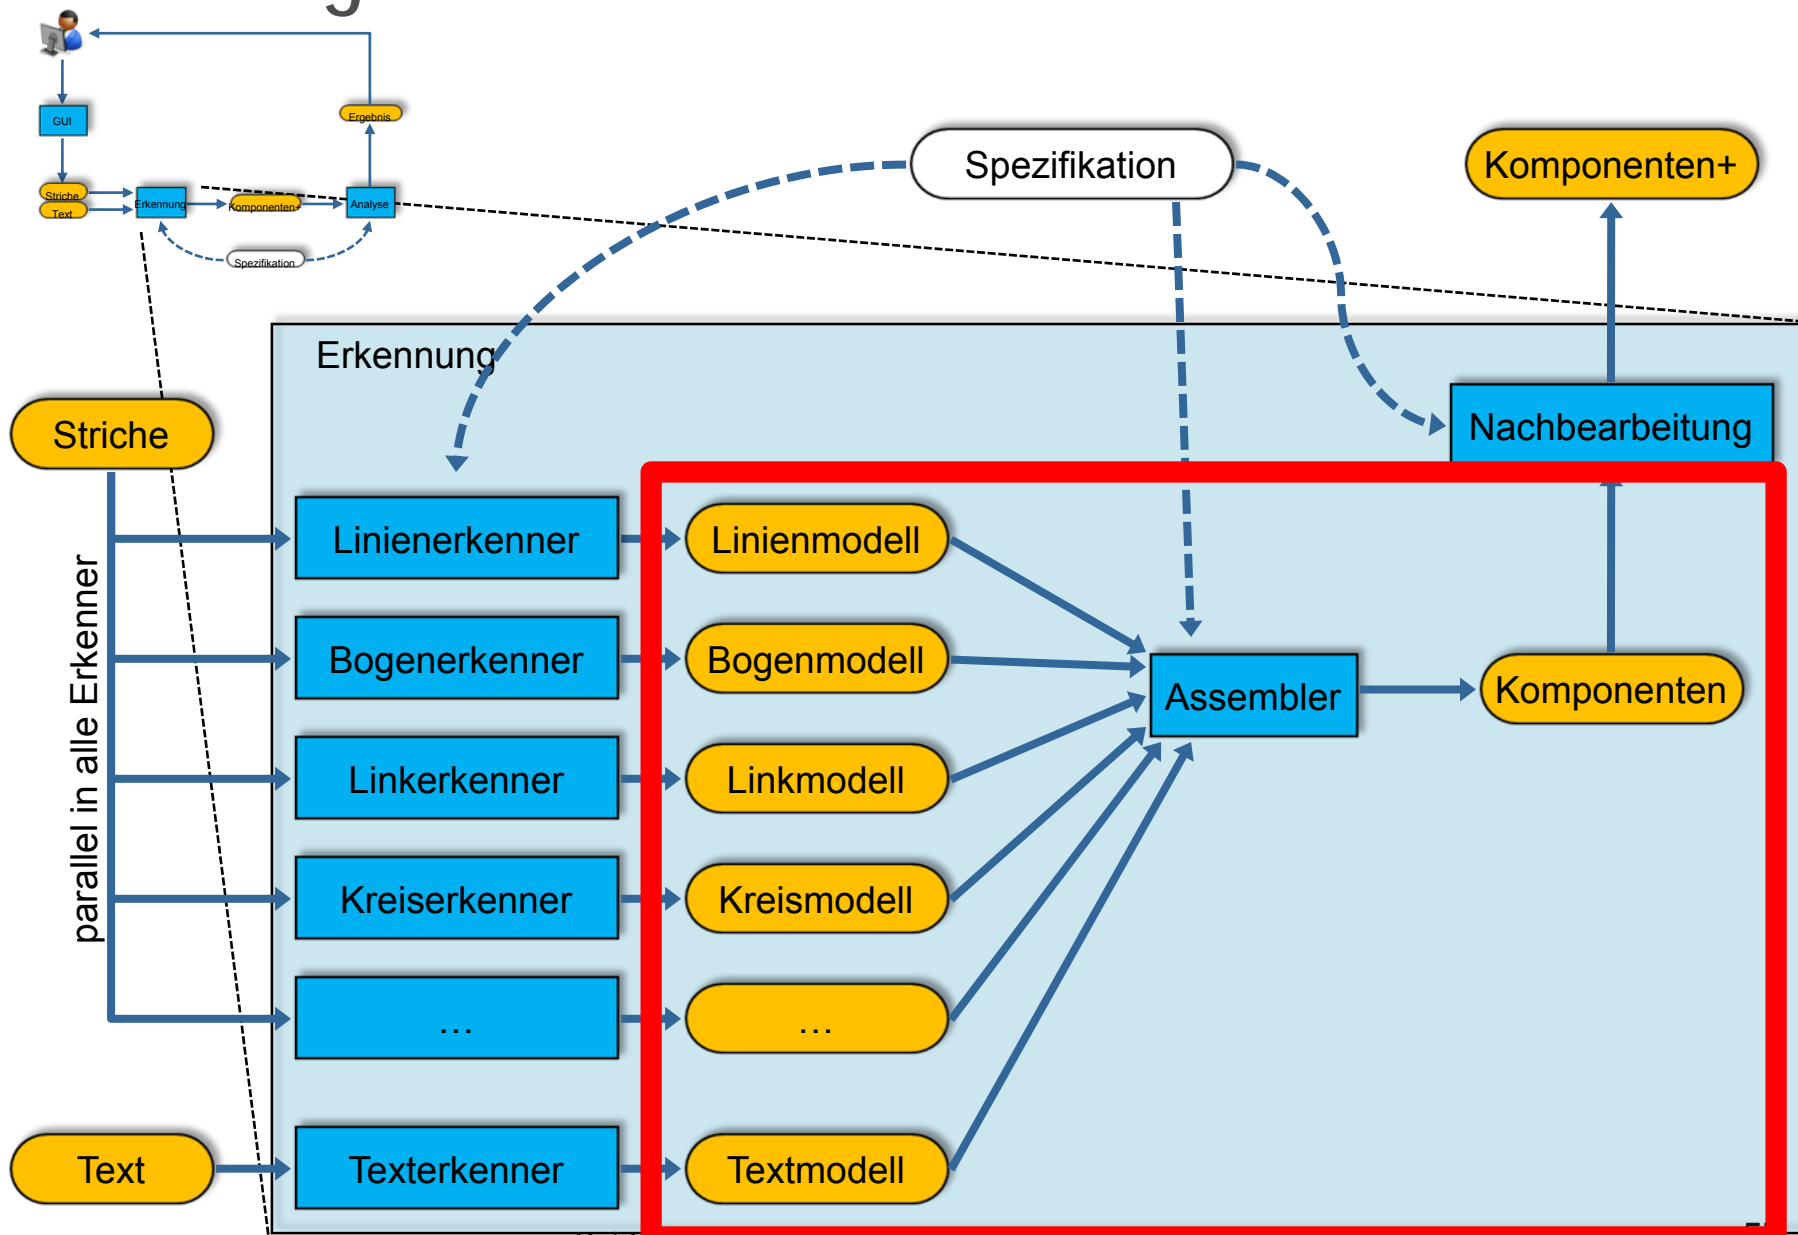 GUI
Ergebnis
Striche
Text
Erkennung
Komponenten+
Analyse
Spezifikation
Spezifikation
Komponenten+
Erkennung
Striche
Nachbearbeitung
parallel in alle Erkenner
Linienerkenner
Linienmodell
Bogenerkenner
Bogenmodell
Assembler
Komponenten
Linkerkenner
Linkmodell
Kreiserkenner
Kreismodell
…
…
Text
Texterkenner
Textmodell